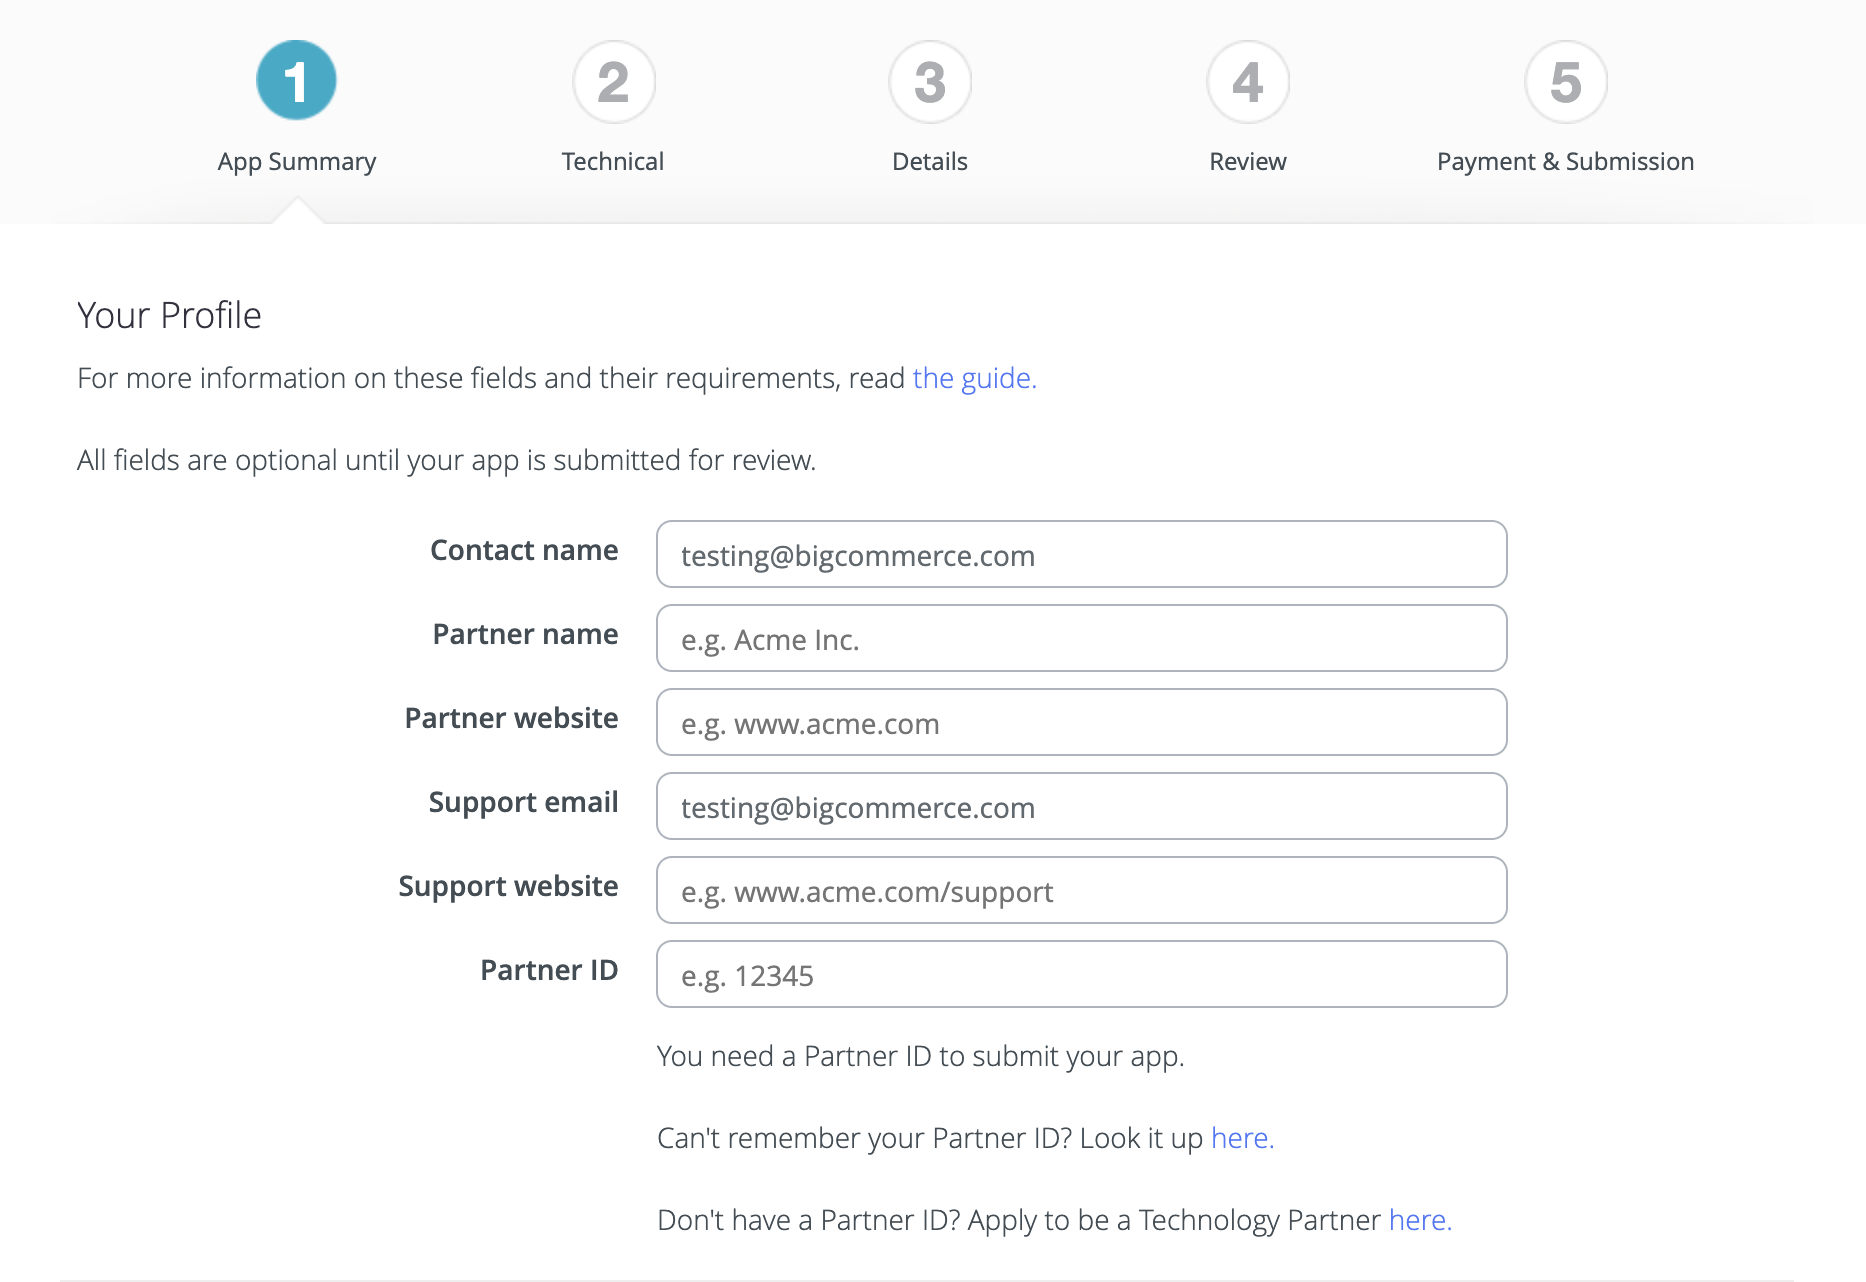 1 2 3 4 5
App Summary Technical Details Review Payment & Submission
Your Profile
For more information on these fields and their requirements, read the guide.
All fields are optional until your app is submitted for review.
Contact name testing@bigcommerce.com
Partner name e.g. Acme Inc.
Partner website e.g. www.acme.com
Support email testing@bigcommerce.com
Support website e.g. www.acme.com/support
Partner ID e.g. 12345
You need a Partner ID to submit your app.
Can't remember your Partner ID? Look it up here.
Don't have a Partner ID? Apply to be a Technology Partner here.